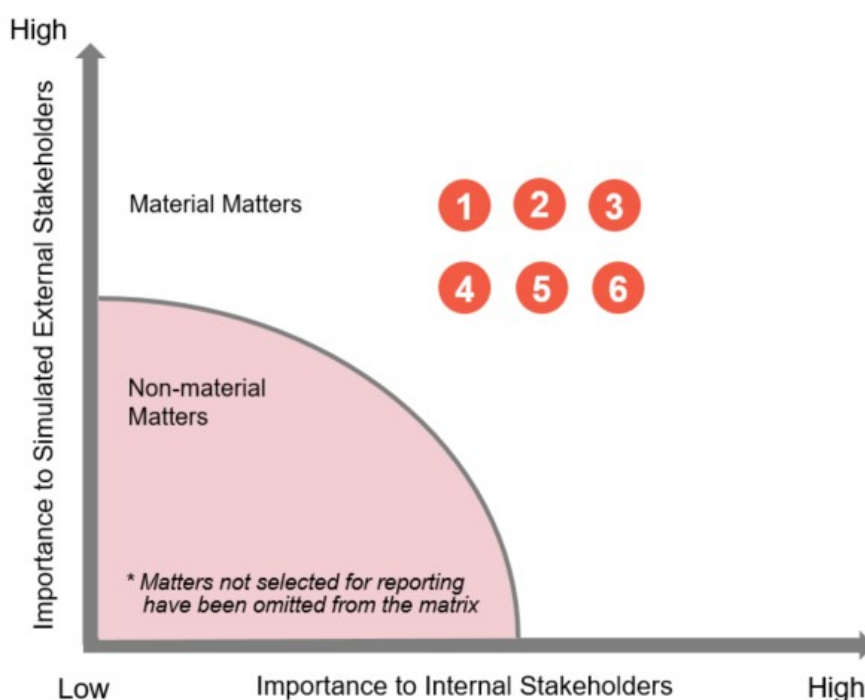 High
Importance to Simulated External Stakeholders
Material Matters
1 2 3
4 5 6
Non-material
Matters
* Matters not selected for reporting
have been omitted from the matrix
Low
Importance to Internal Stakeholders
High